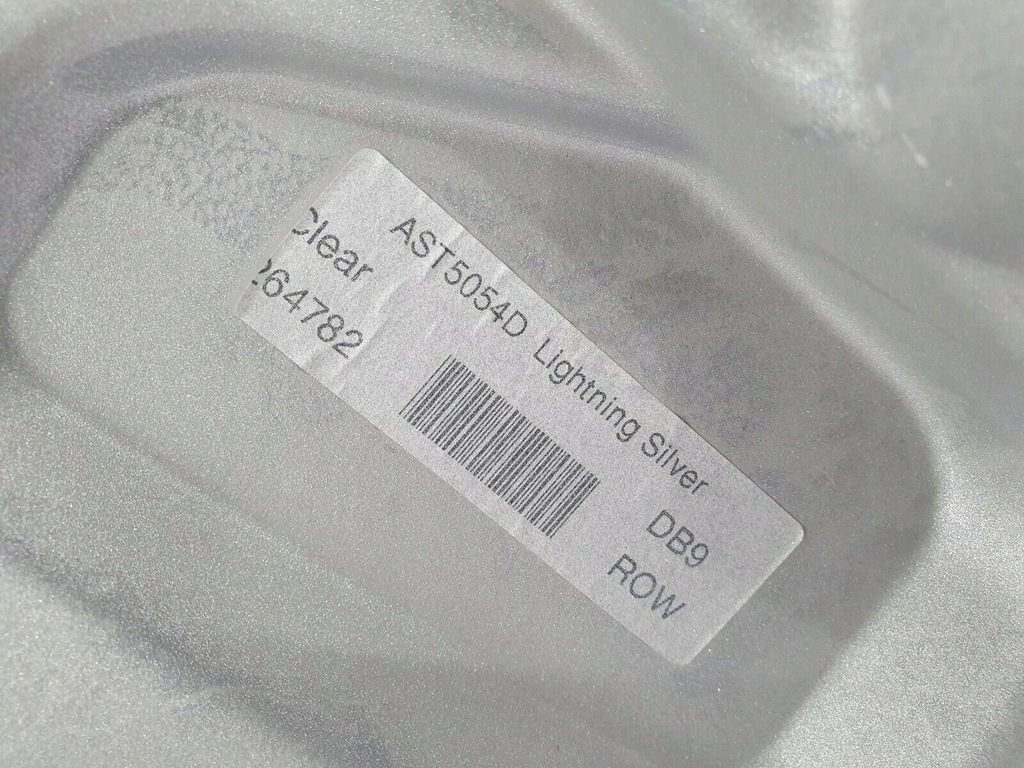 AST5054D Lightning Silver
Clear
264782
DB9
ROW